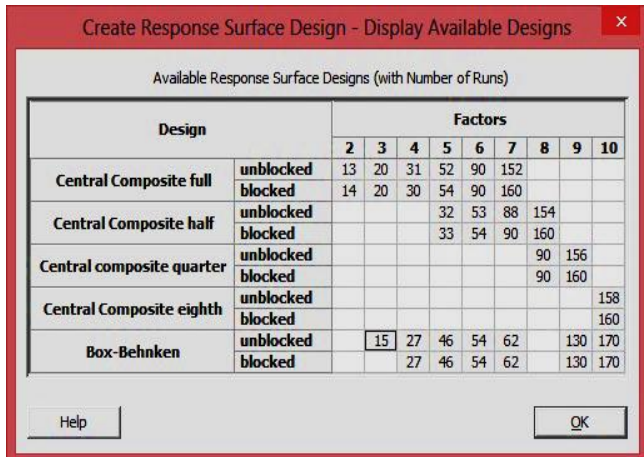 Create Response Surface Design - Display Available Designs
x
Available Response Surface Designs (with Number of Runs)
Design Factors
2 3 4 5 6 7 8 9 10
Central Composite full unblocked 13 20 31 52 90 152
blocked 14 20 30 54 90 160
Central Composite half unblocked 32 53 88 154
blocked 33 54 90 160
Central composite quarter unblocked 90 156
blocked 90 160
Central Composite eighth unblocked 158
blocked 160
Box-Behnken unblocked 15 27 46 54 62 130 170
blocked 27 46 54 62 130 170
Help OK